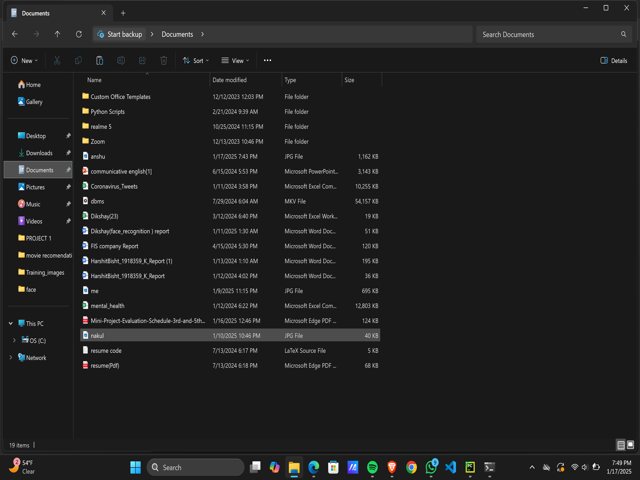 Documents
Start backup > Documents >
Search Documents
New
Sort
View
Details
Name Date modified Type Size
Home
Gallery
Desktop
Downloads
Documents
Pictures
Music
Videos
PROJECT 1
movie recomendati
Training_images
face
This PC
OS (C:)
Network
Custom Office Templates 12/12/2023 12:03 PM File folder
Python Scripts 2/21/2024 9:39 AM File folder
realme 5 10/25/2024 11:15 PM File folder
Zoom 12/13/2023 10:46 PM File folder
anshu 1/17/2025 7:43 PM JPG File 1,162 KB
communicative english[1] 6/15/2024 5:53 PM Microsoft PowerPoint... 3,143 KB
Coronavirus_Tweets 1/11/2024 3:58 PM Microsoft Excel Com... 10,255 KB
dbms 7/29/2024 6:04 AM MKV File 54,157 KB
Dikshay(23) 3/12/2024 6:40 PM Microsoft Excel Work... 19 KB
Dikshay(face_recognition ) report 1/11/2025 1:30 AM Microsoft Word Doc... 51 KB
FIS company Report 4/15/2024 5:30 PM Microsoft Word Doc... 120 KB
HarshitBisht_1918359_K_Report (1) 1/13/2024 1:10 AM Microsoft Word Doc... 195 KB
HarshitBisht_1918359_K_Report 1/12/2024 4:02 PM Microsoft Word Doc... 36 KB
me 1/9/2025 11:15 PM JPG File 695 KB
mental_health 1/12/2024 6:22 PM Microsoft Excel Com... 12,803 KB
Mini-Project-Evaluation-Schedule-3rd-and-5th... 1/16/2025 12:46 PM Microsoft Edge PDF ... 124 KB
nakul 1/10/2025 10:46 PM JPG File 40 KB
resume code 7/13/2024 6:17 PM LaTeX Source File 5 KB
resume(Pdf) 7/13/2024 6:18 PM Microsoft Edge PDF ... 68 KB
19 items
54°F
Clear
Search
7:49 PM
1/17/2025